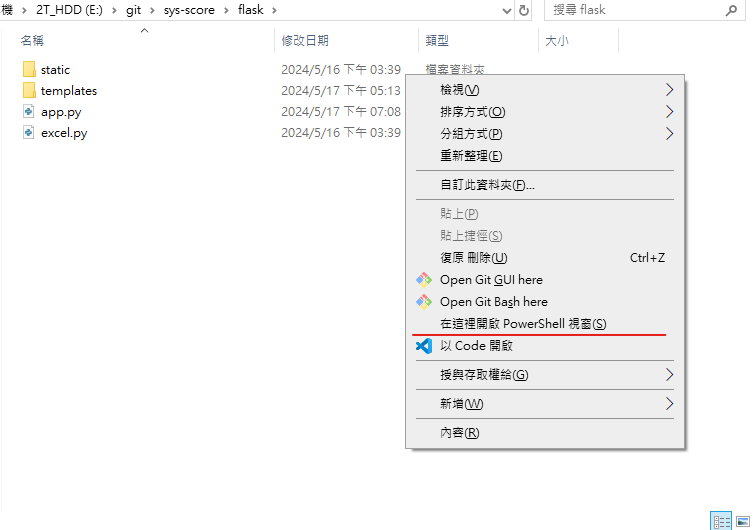 機 > 2T_HDD (E:) > git > sys-score > flask >
搜尋 flask
名稱 修改日期 類型 大小
static 2024/5/16 下午 03:39 檔案資料夾
templates 2024/5/17 下午 05:13
app.py 2024/5/17 下午 07:08
excel.py 2024/5/16 下午 03:39
檢視(V)
排序方式(O)
分組方式(P)
重新整理(E)
自訂此資料夾(F)...
貼上(P)
貼上捷徑(S)
復原 刪除(U) Ctrl+Z
Open Git GUI here
Open Git Bash here
在這裡開啟 PowerShell 視窗(S)
以 Code 開啟
授與存取權給(G)
新增(W)
內容(R)